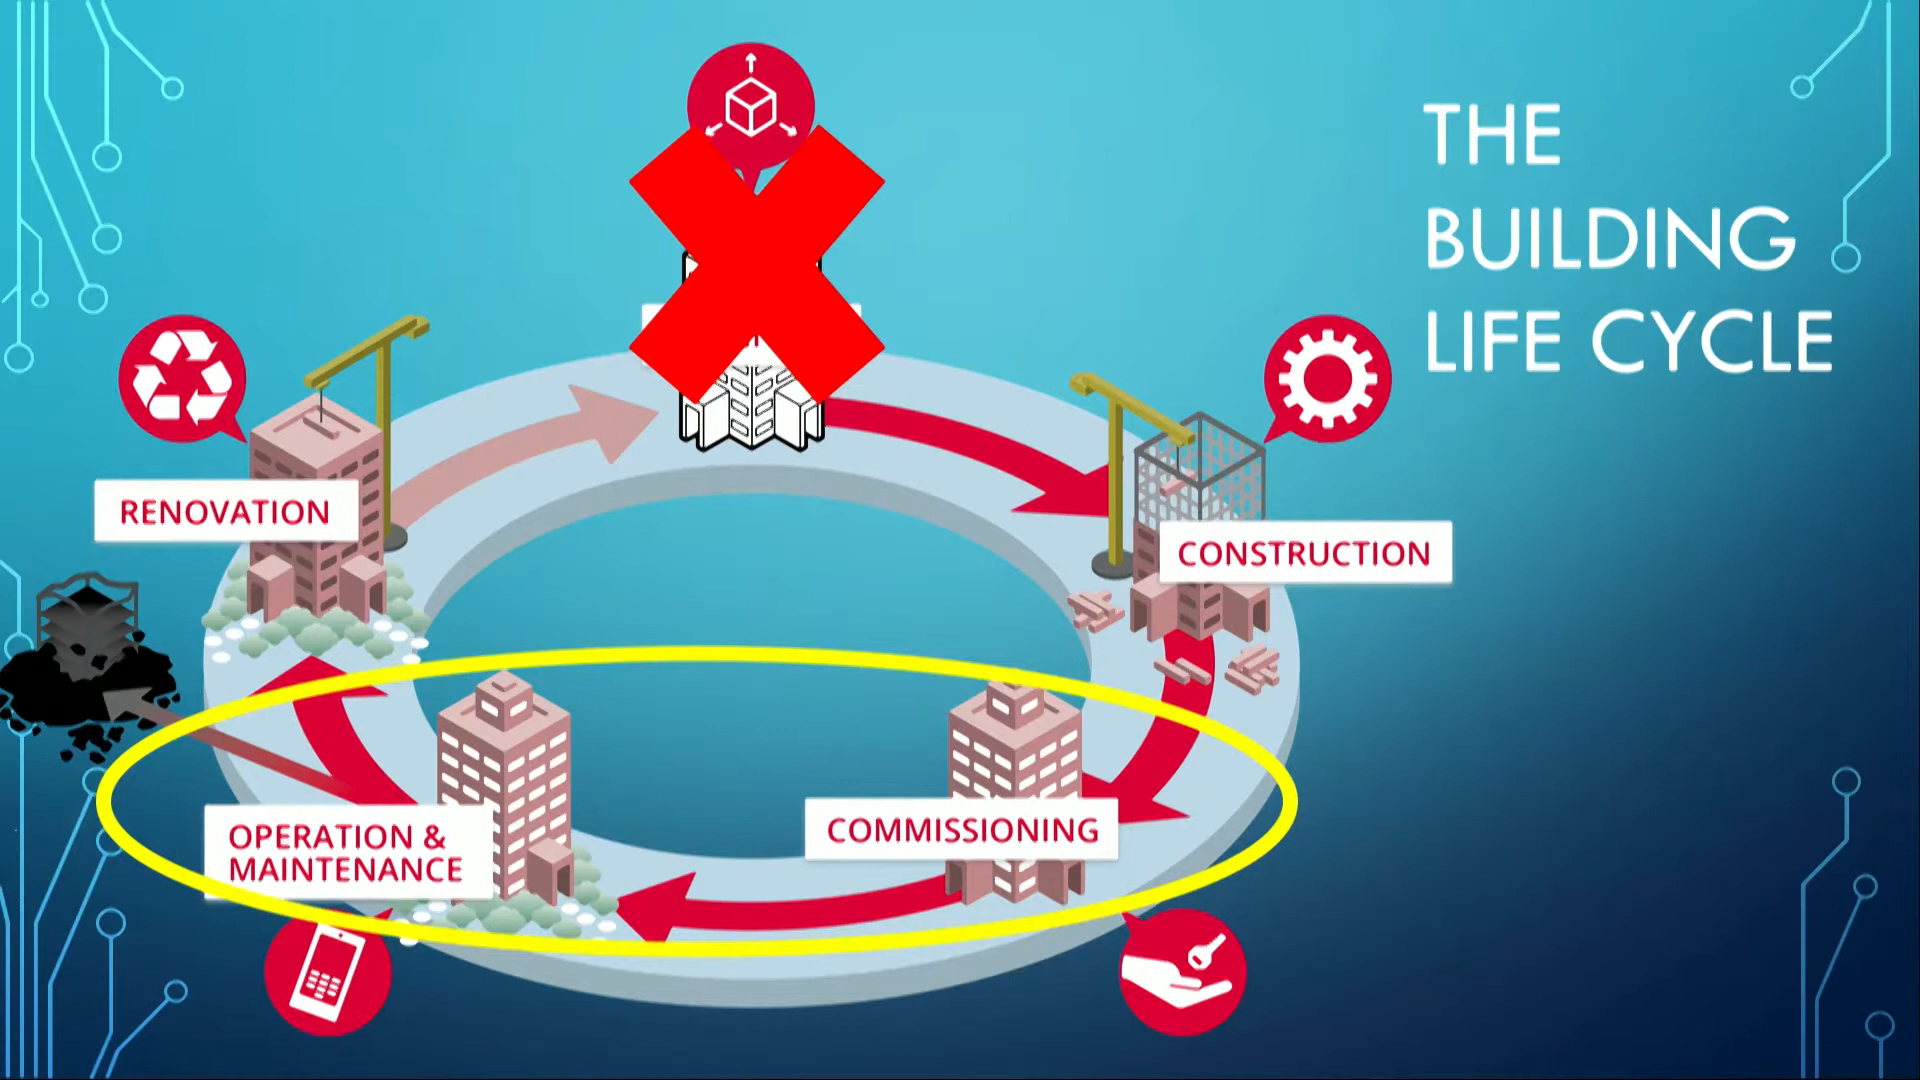 THE
BUILDING
LIFE CYCLE
RENOVATION
CONSTRUCTION
OPERATION &
MAINTENANCE
COMMISSIONING